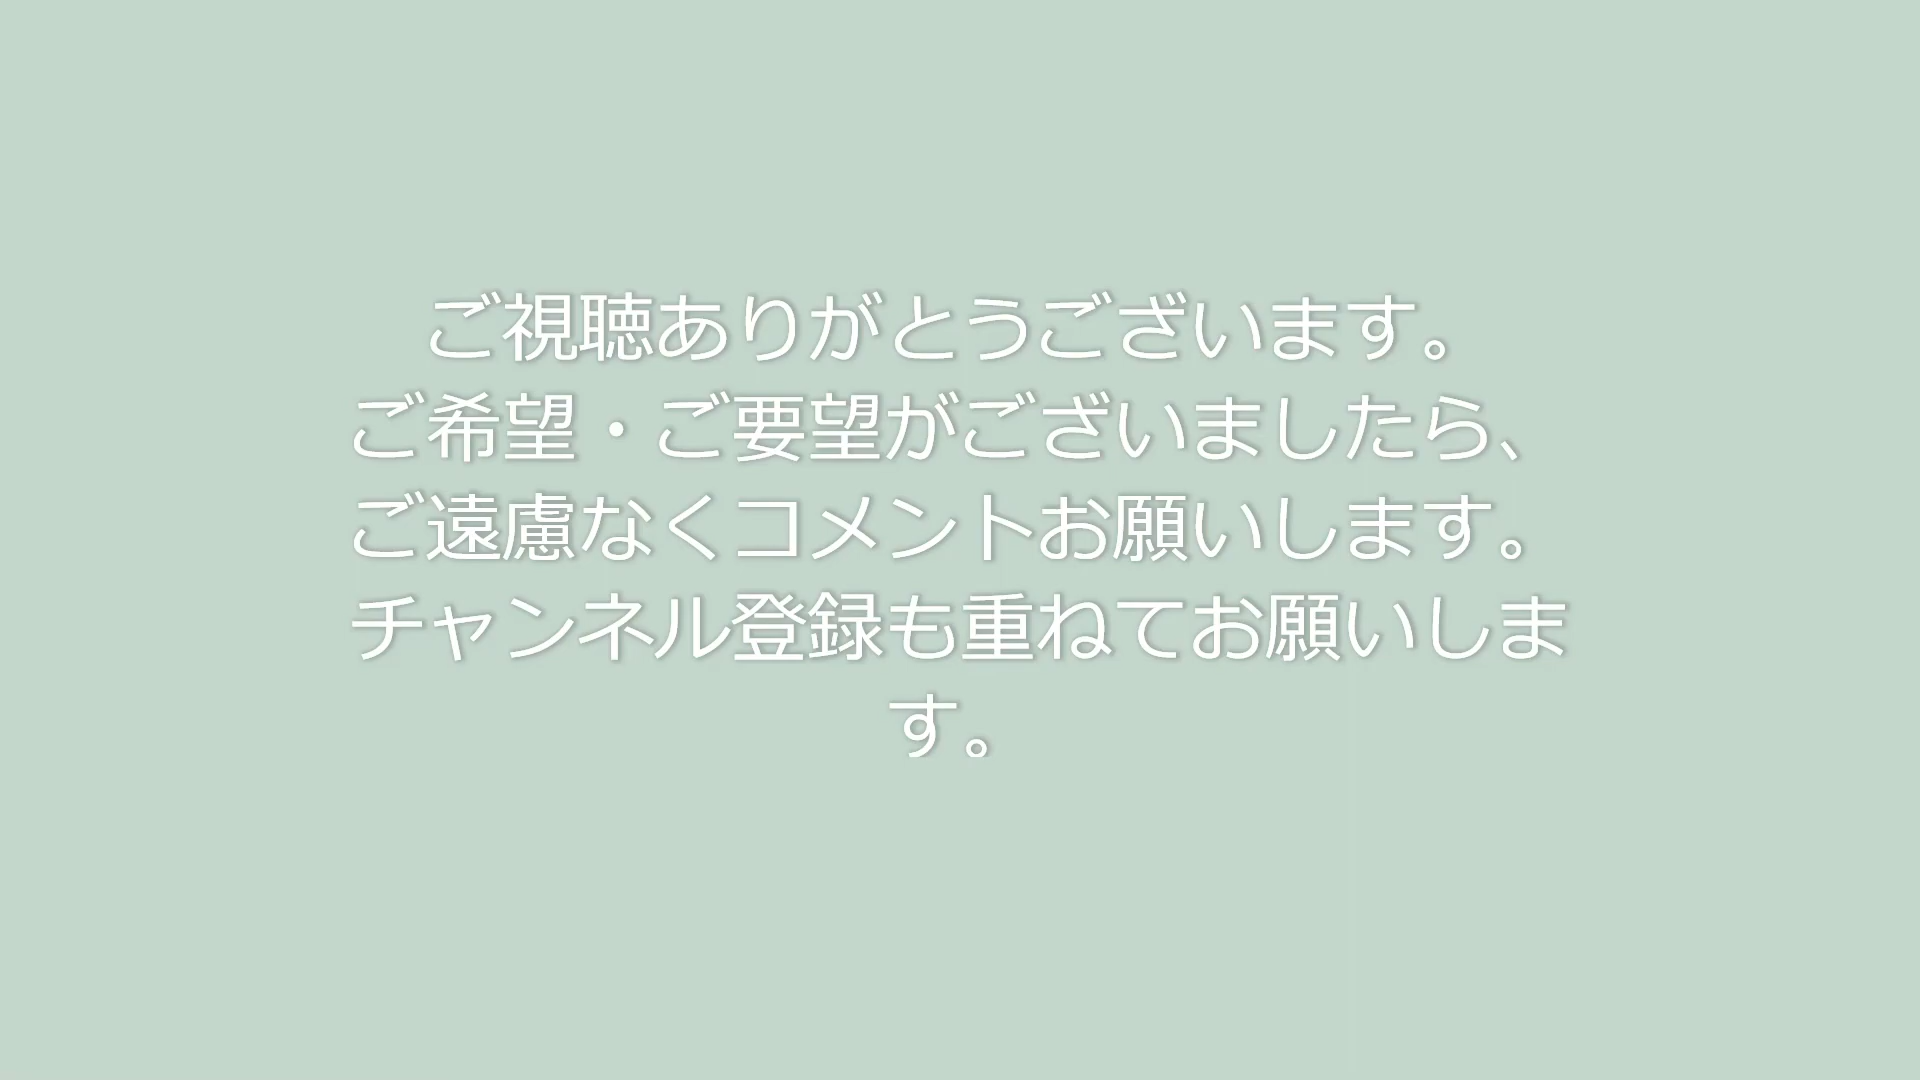 ご視聴ありがとうございます。
ご希望・ご要望がございましたら、
ご遠慮なくコメントお願いします。
チャンネル登録も重ねてお願いしま
す。